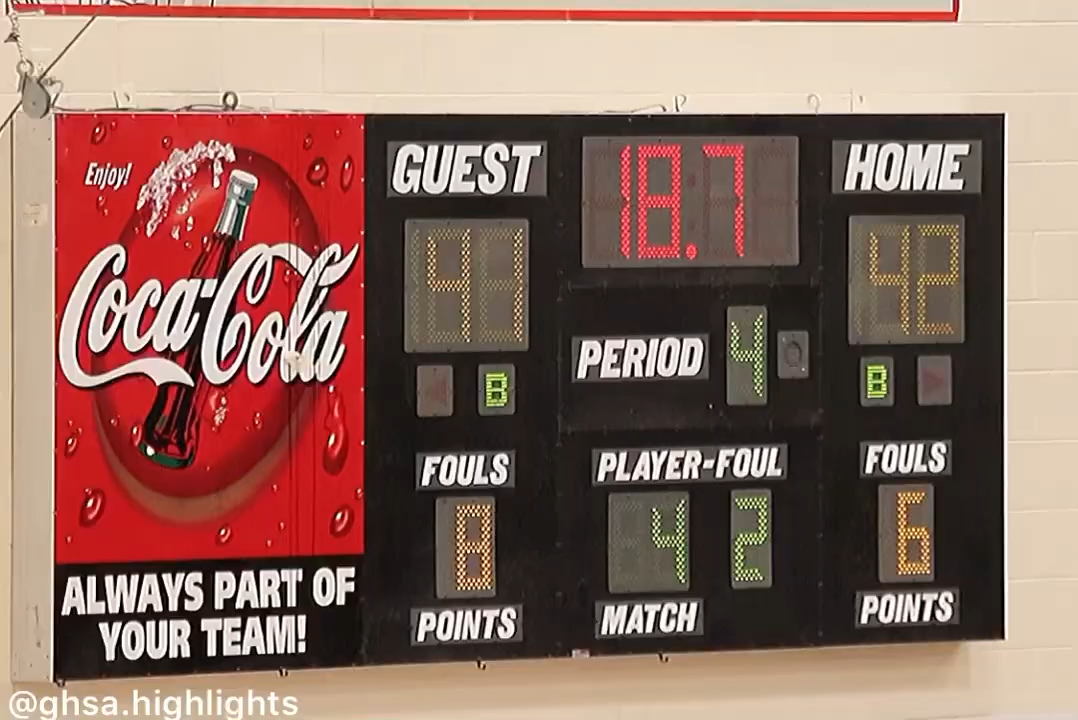 Enjoy!
Coca-Cola
ALWAYS PART OF
YOUR TEAM!
GUEST
18.7
HOME
41
42
PERIOD 4
B
B
FOULS
PLAYER-FOUL
FOULS
8
4 2
6
POINTS
MATCH
POINTS
@ghsa.highlights